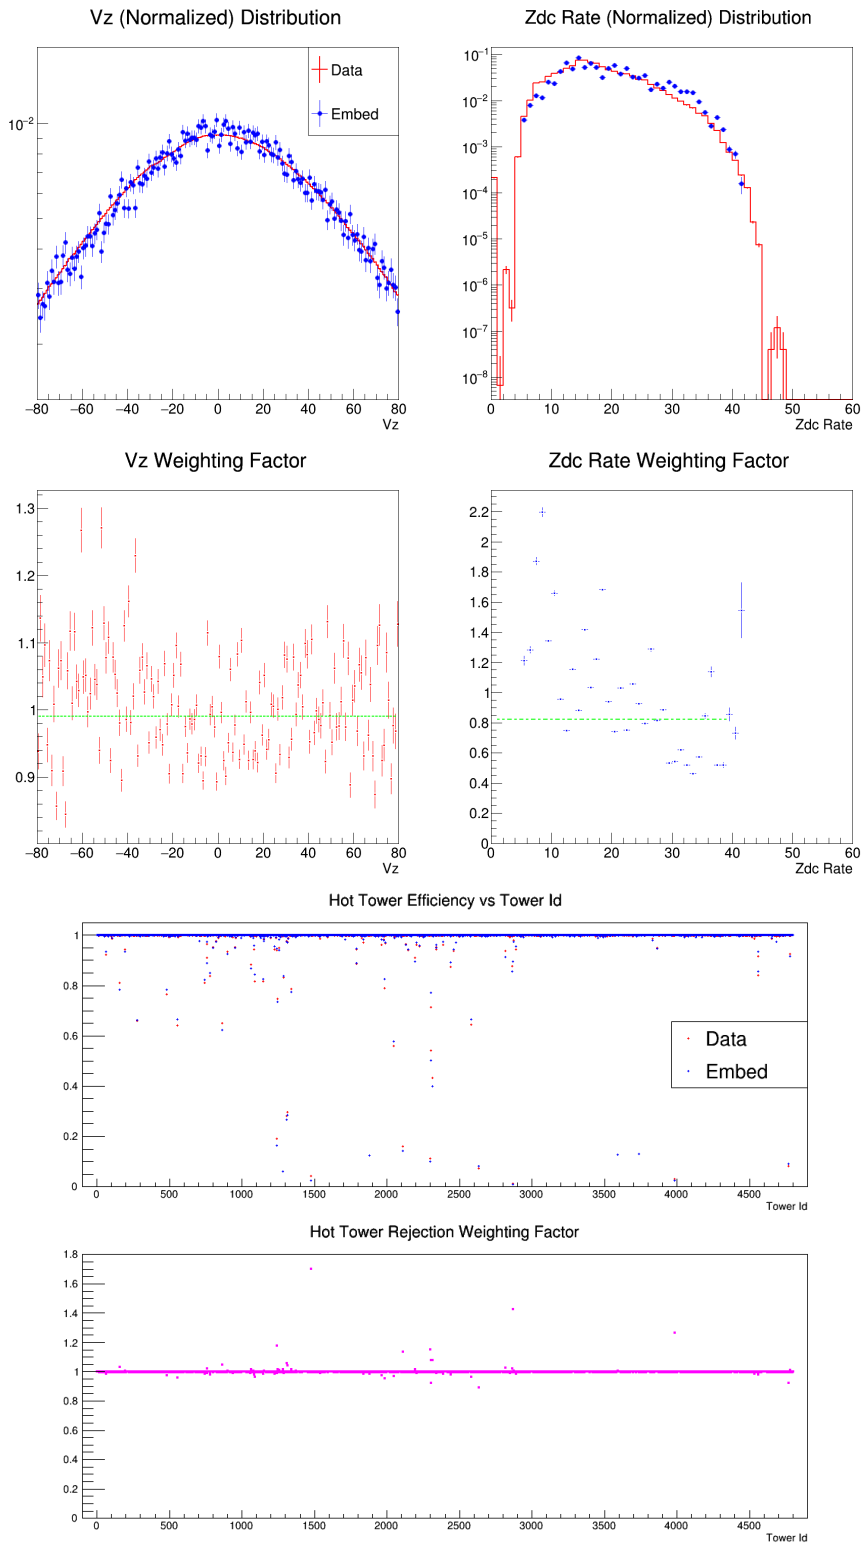 Vz (Normalized) Distribution
Data
Embed
10⁻²
−80 −60 −40 −20 0 20 40 60 80
Vz
Zdc Rate (Normalized) Distribution
10⁻¹
10⁻²
10⁻³
10⁻⁴
10⁻⁵
10⁻⁶
10⁻⁷
10⁻⁸
0 10 20 30 40 50 60
Zdc Rate
Vz Weighting Factor
1.3
1.2
1.1
1
0.9
−80 −60 −40 −20 0 20 40 60 80
Vz
Zdc Rate Weighting Factor
2.2
2
1.8
1.6
1.4
1.2
1
0.8
0.6
0.4
0.2
0
0 10 20 30 40 50 60
Zdc Rate
Hot Tower Efficiency vs Tower Id
1
0.8
0.6
0.4
0.2
0
Data
Embed
0 500 1000 1500 2000 2500 3000 3500 4000 4500
Tower Id
Hot Tower Rejection Weighting Factor
1.8
1.6
1.4
1.2
1
0.8
0.6
0.4
0.2
0
0 500 1000 1500 2000 2500 3000 3500 4000 4500
Tower Id